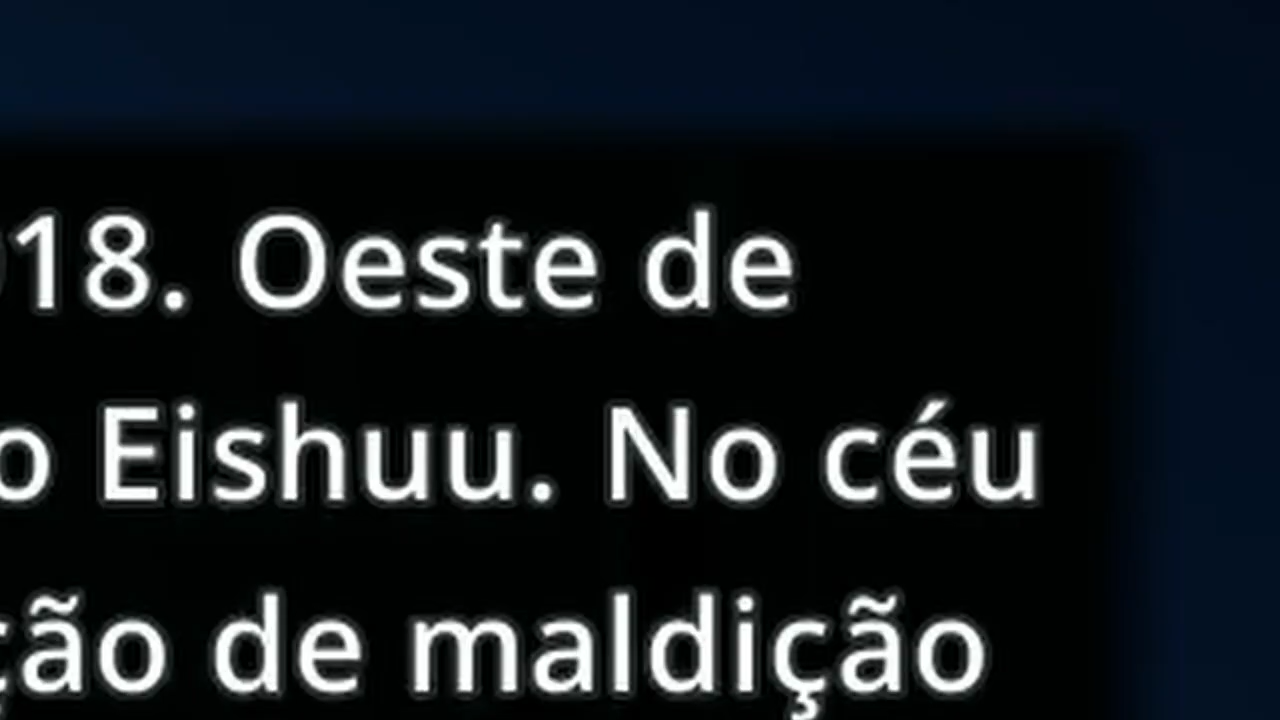 18. Oeste de
o Eishuu. No céu
ção de maldição